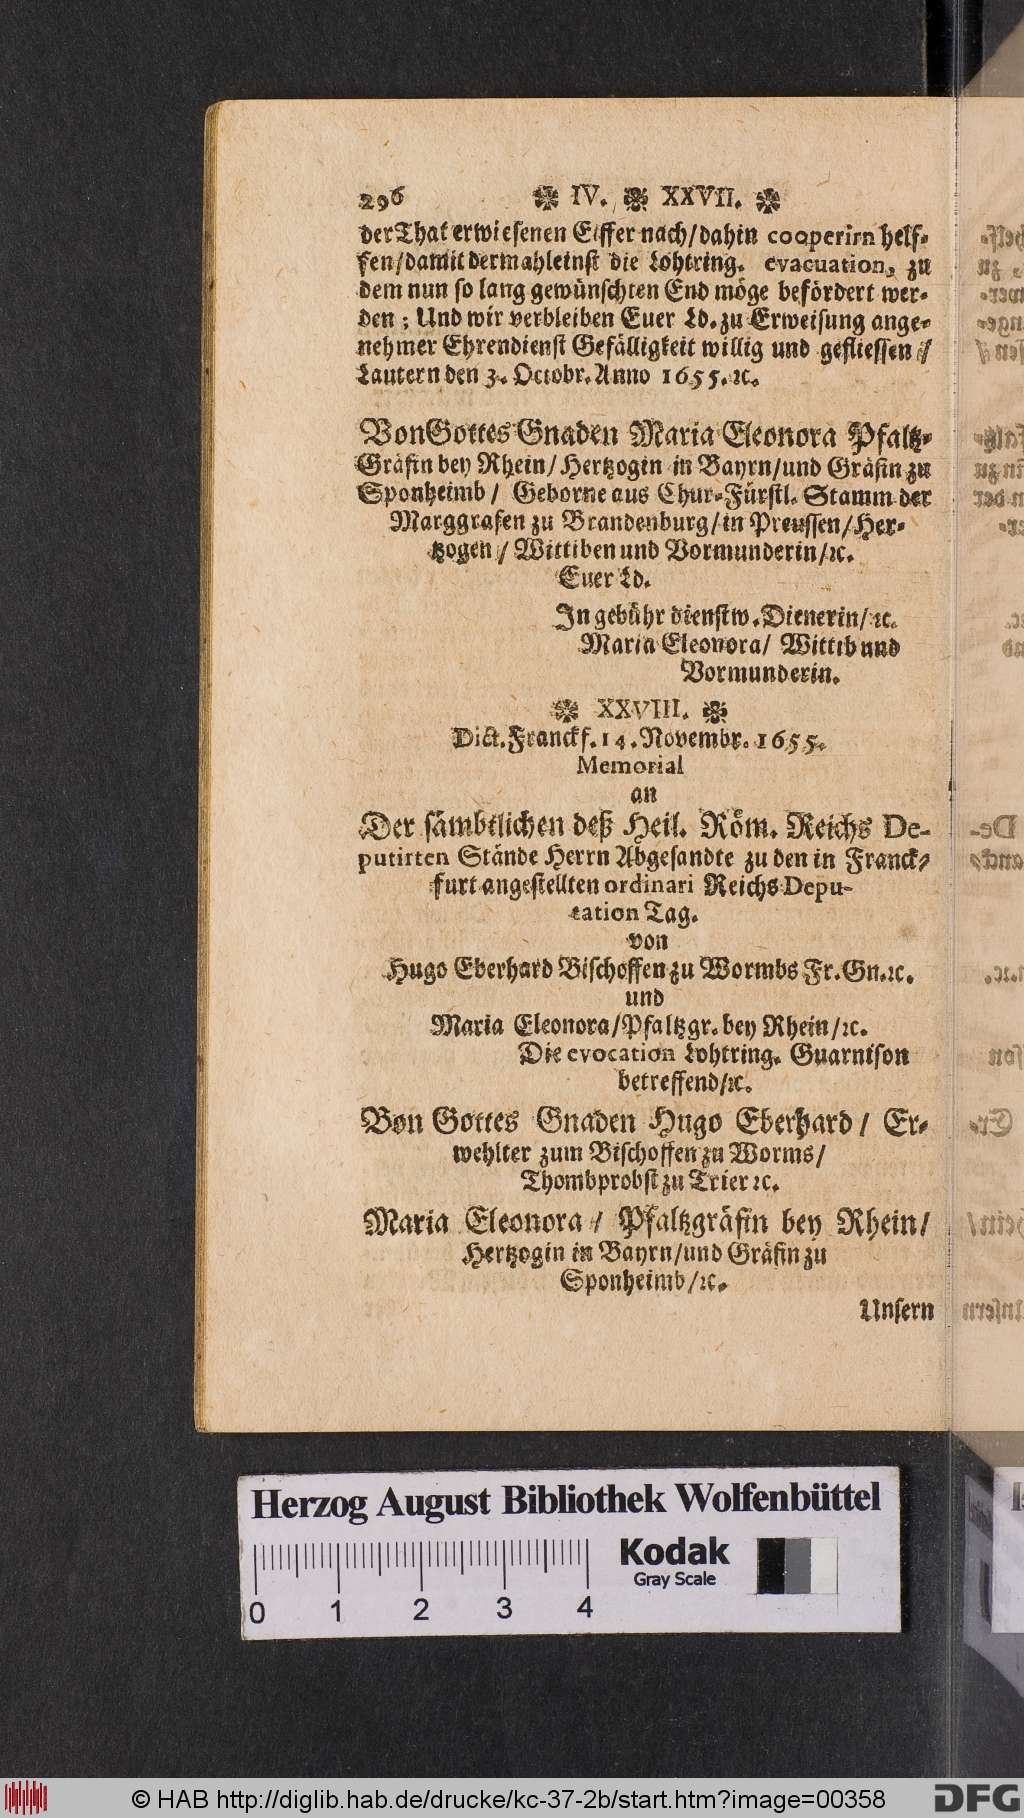 296 ✽ IV. ✽ XXVII. ✽
der That erwiesenen Eiffer nach/dahin cooperirn helf-
fen/damit dermahleinst die Lohtring. evacuation, zu
dem nun so lang gewünschten End möge befördert wer-
den; Und wir verbleiben Euer Ld. zu Erweisung ange-
nehmer Ehrendienst Gefälligkeit willig und gefliessen/
Lautern den 3. Octobr. Anno 1655. ꝛc.
Von Gottes Gnaden Maria Eleonora Pfaltz-
Gräfin bey Rhein/Hertzogin in Bayrn/und Gräfin zu
Sponheimb/ Geborne aus Chur-Fürstl. Stamm der
Marggrafen zu Brandenburg/in Preussen/Her-
tzogen/Wittiben und Vormunderin/ꝛc.
Euer Ld.
In gebühr dienstw. Dienerin/ꝛc.
Maria Eleonora/ Wittib und
Vormunderin.
✽ XXVIII. ✽
Dict. Franckf. 14. Novembr. 1655.
Memorial
an
Der sämbtlichen deß Heil. Röm. Reichs De-
putirten Stände Herrn Abgesandte zu den in Franck-
furt angestellten ordinari Reichs Depu-
tation Tag.
von
Hugo Eberhard Bischoffen zu Wormbs Fr. Gn. ꝛc.
und
Maria Eleonora/Pfaltzgr. bey Rhein/ꝛc.
Die evocation Lohtring. Guarnison
betreffend/ꝛc.
Von Gottes Gnaden Hugo Eberhard/ Er-
wehlter zum Bischoffen zu Worms/
Thombprobst zu Trier ꝛc.
Maria Eleonora/ Pfaltzgräfin bey Rhein/
Hertzogin in Bayrn/und Gräfin zu
Sponheimb/ꝛc.
Unsern
Herzog August Bibliothek Wolfenbüttel
Kodak
Gray Scale
0 1 2 3 4
© HAB http://diglib.hab.de/drucke/kc-37-2b/start.htm?image=00358
DFG